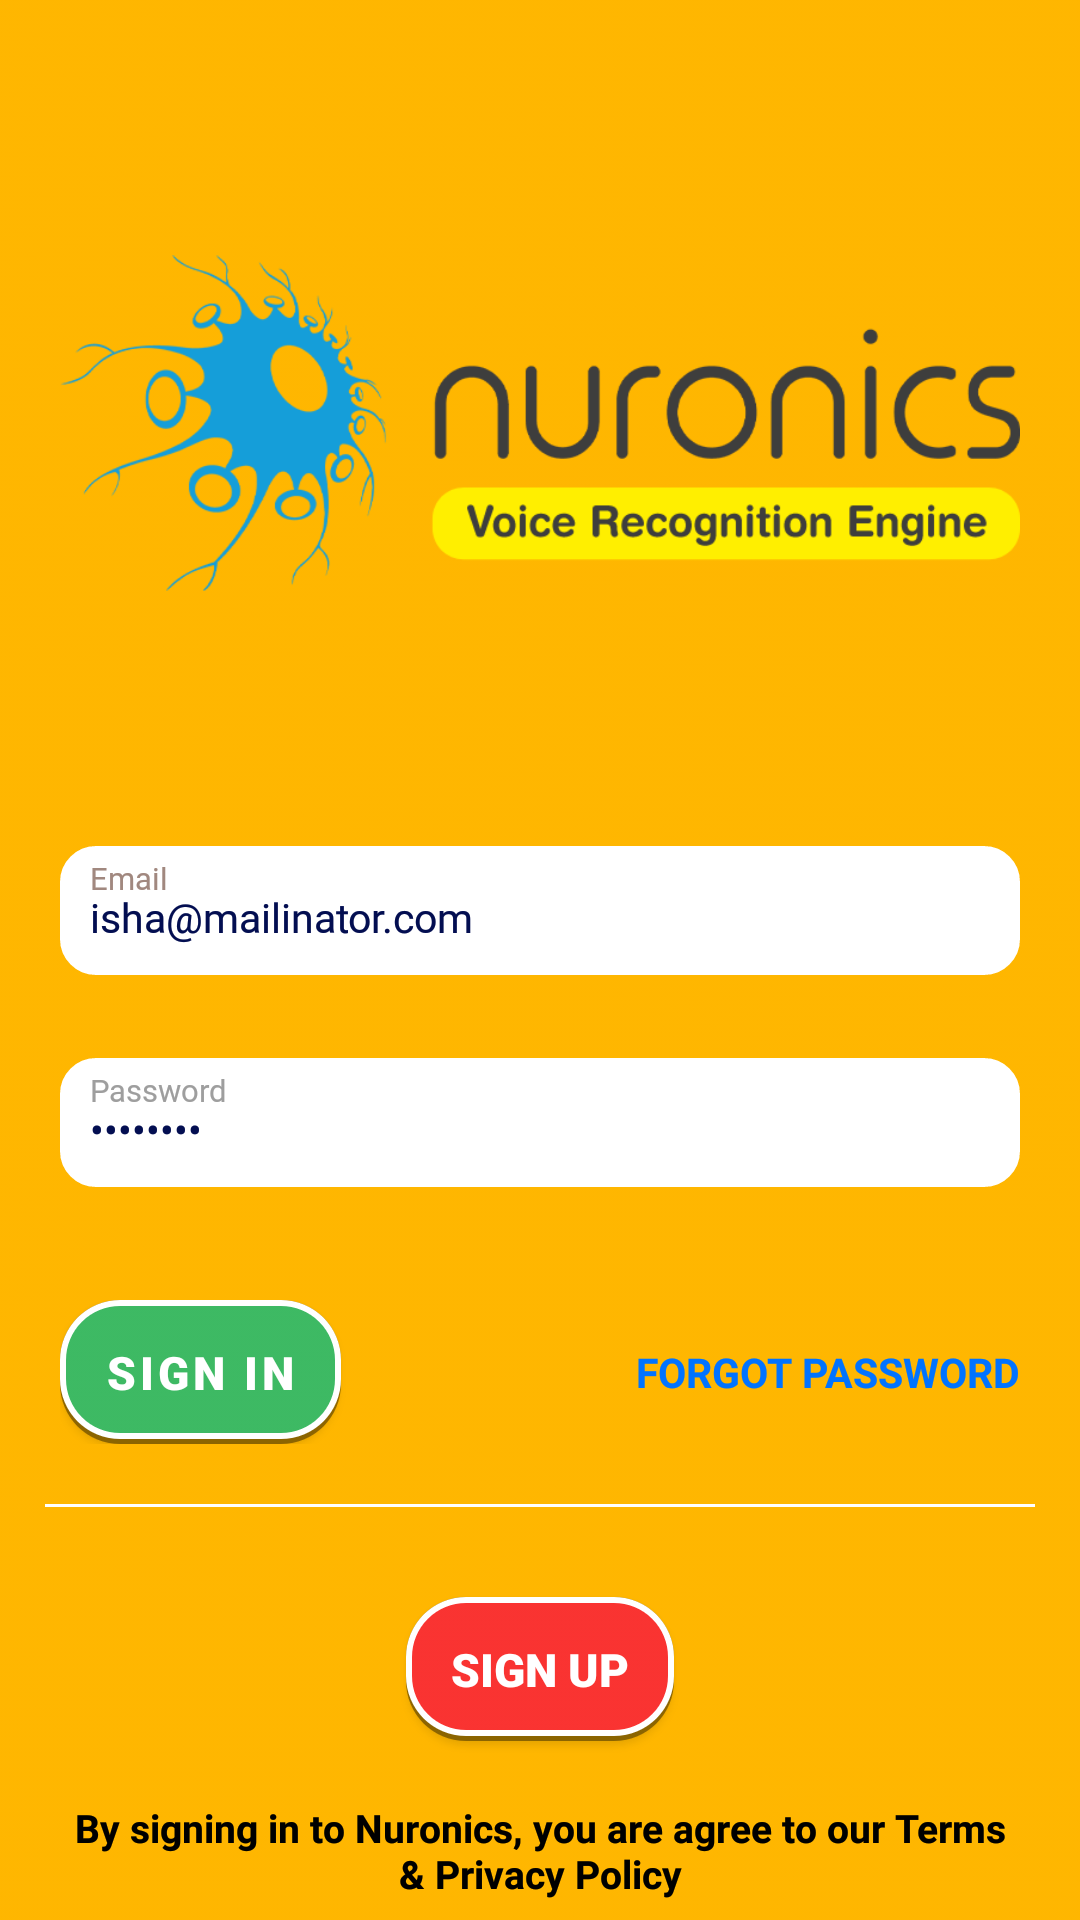 nuronics
Voice Recognition Engine
Email
isha@mailinator.com
Password
••••••••
SIGN IN
FORGOT PASSWORD
SIGN UP
By signing in to Nuronics, you are agree to our Terms
& Privacy Policy